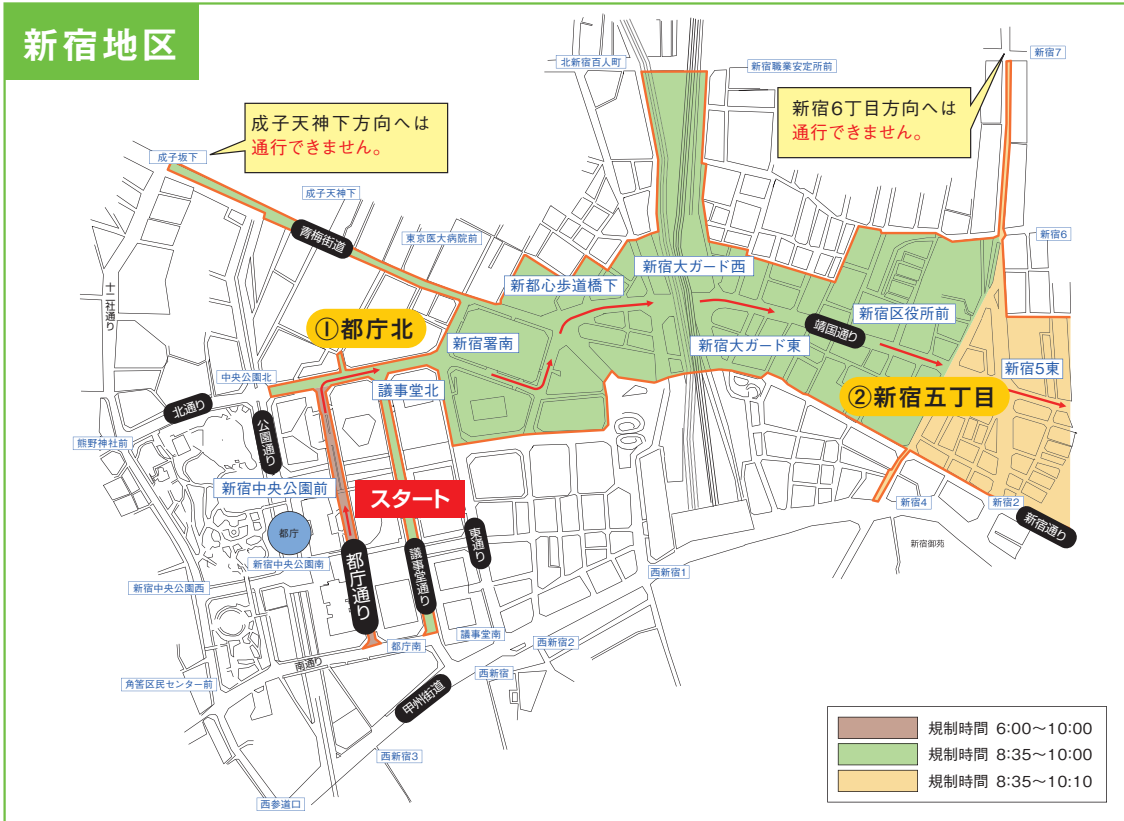 新宿地区
北新宿百人町
新宿職業安定所前
新宿7
成子天神下方向へは
通行できません。
新宿6丁目方向へは
通行できません。
成子坂下
成子天神下
青梅街道
東京医大病院前
新宿6
新宿大ガード西
新都心歩道橋下
十二社通り
①都庁北
新宿署南
新宿区役所前
靖国通り
新宿大ガード東
新宿5東
中央公園北
議事堂北
②新宿五丁目
北通り
公園通り
熊野神社前
新宿中央公園前
スタート
新宿4
新宿2
新宿通り
都庁
東通り
新宿御苑
新宿中央公園南
都庁通り
議事堂通り
西新宿1
新宿中央公園西
議事堂南
都庁南
西新宿2
南通り
西新宿
角筈区民センター前
甲州街道
西新宿3
西参道口
規制時間 6:00〜10:00
規制時間 8:35〜10:00
規制時間 8:35〜10:10